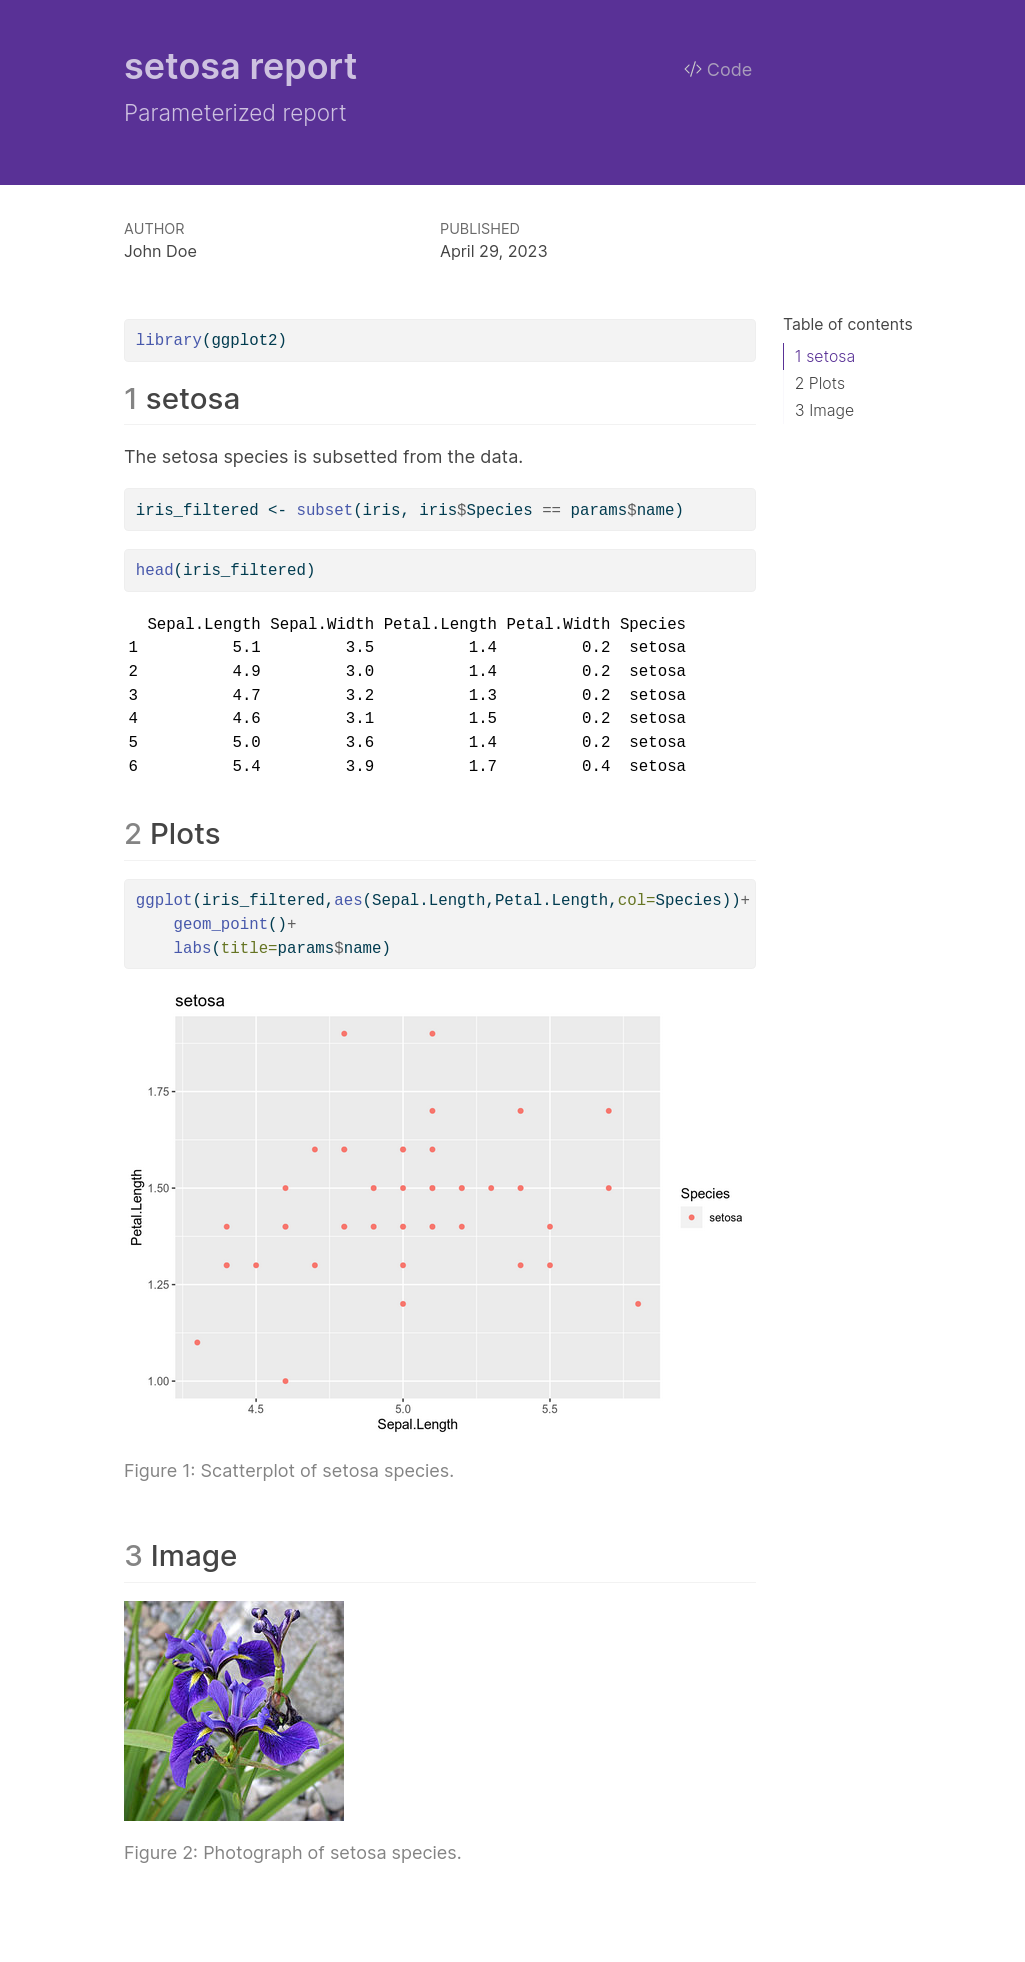 setosa report
</> Code
Parameterized report
AUTHOR
John Doe
PUBLISHED
April 29, 2023
library(ggplot2)
Table of contents
1 setosa
2 Plots
3 Image
1 setosa
The setosa species is subsetted from the data.
iris_filtered <- subset(iris, iris$Species == params$name)
head(iris_filtered)
  Sepal.Length Sepal.Width Petal.Length Petal.Width Species
1          5.1         3.5          1.4         0.2  setosa
2          4.9         3.0          1.4         0.2  setosa
3          4.7         3.2          1.3         0.2  setosa
4          4.6         3.1          1.5         0.2  setosa
5          5.0         3.6          1.4         0.2  setosa
6          5.4         3.9          1.7         0.4  setosa
2 Plots
ggplot(iris_filtered,aes(Sepal.Length,Petal.Length,col=Species))+
    geom_point()+
    labs(title=params$name)
setosa
1.75
1.50
1.25
1.00
Petal.Length
4.5 5.0 5.5
Sepal.Length
Species
setosa
Figure 1: Scatterplot of setosa species.
3 Image
Figure 2: Photograph of setosa species.